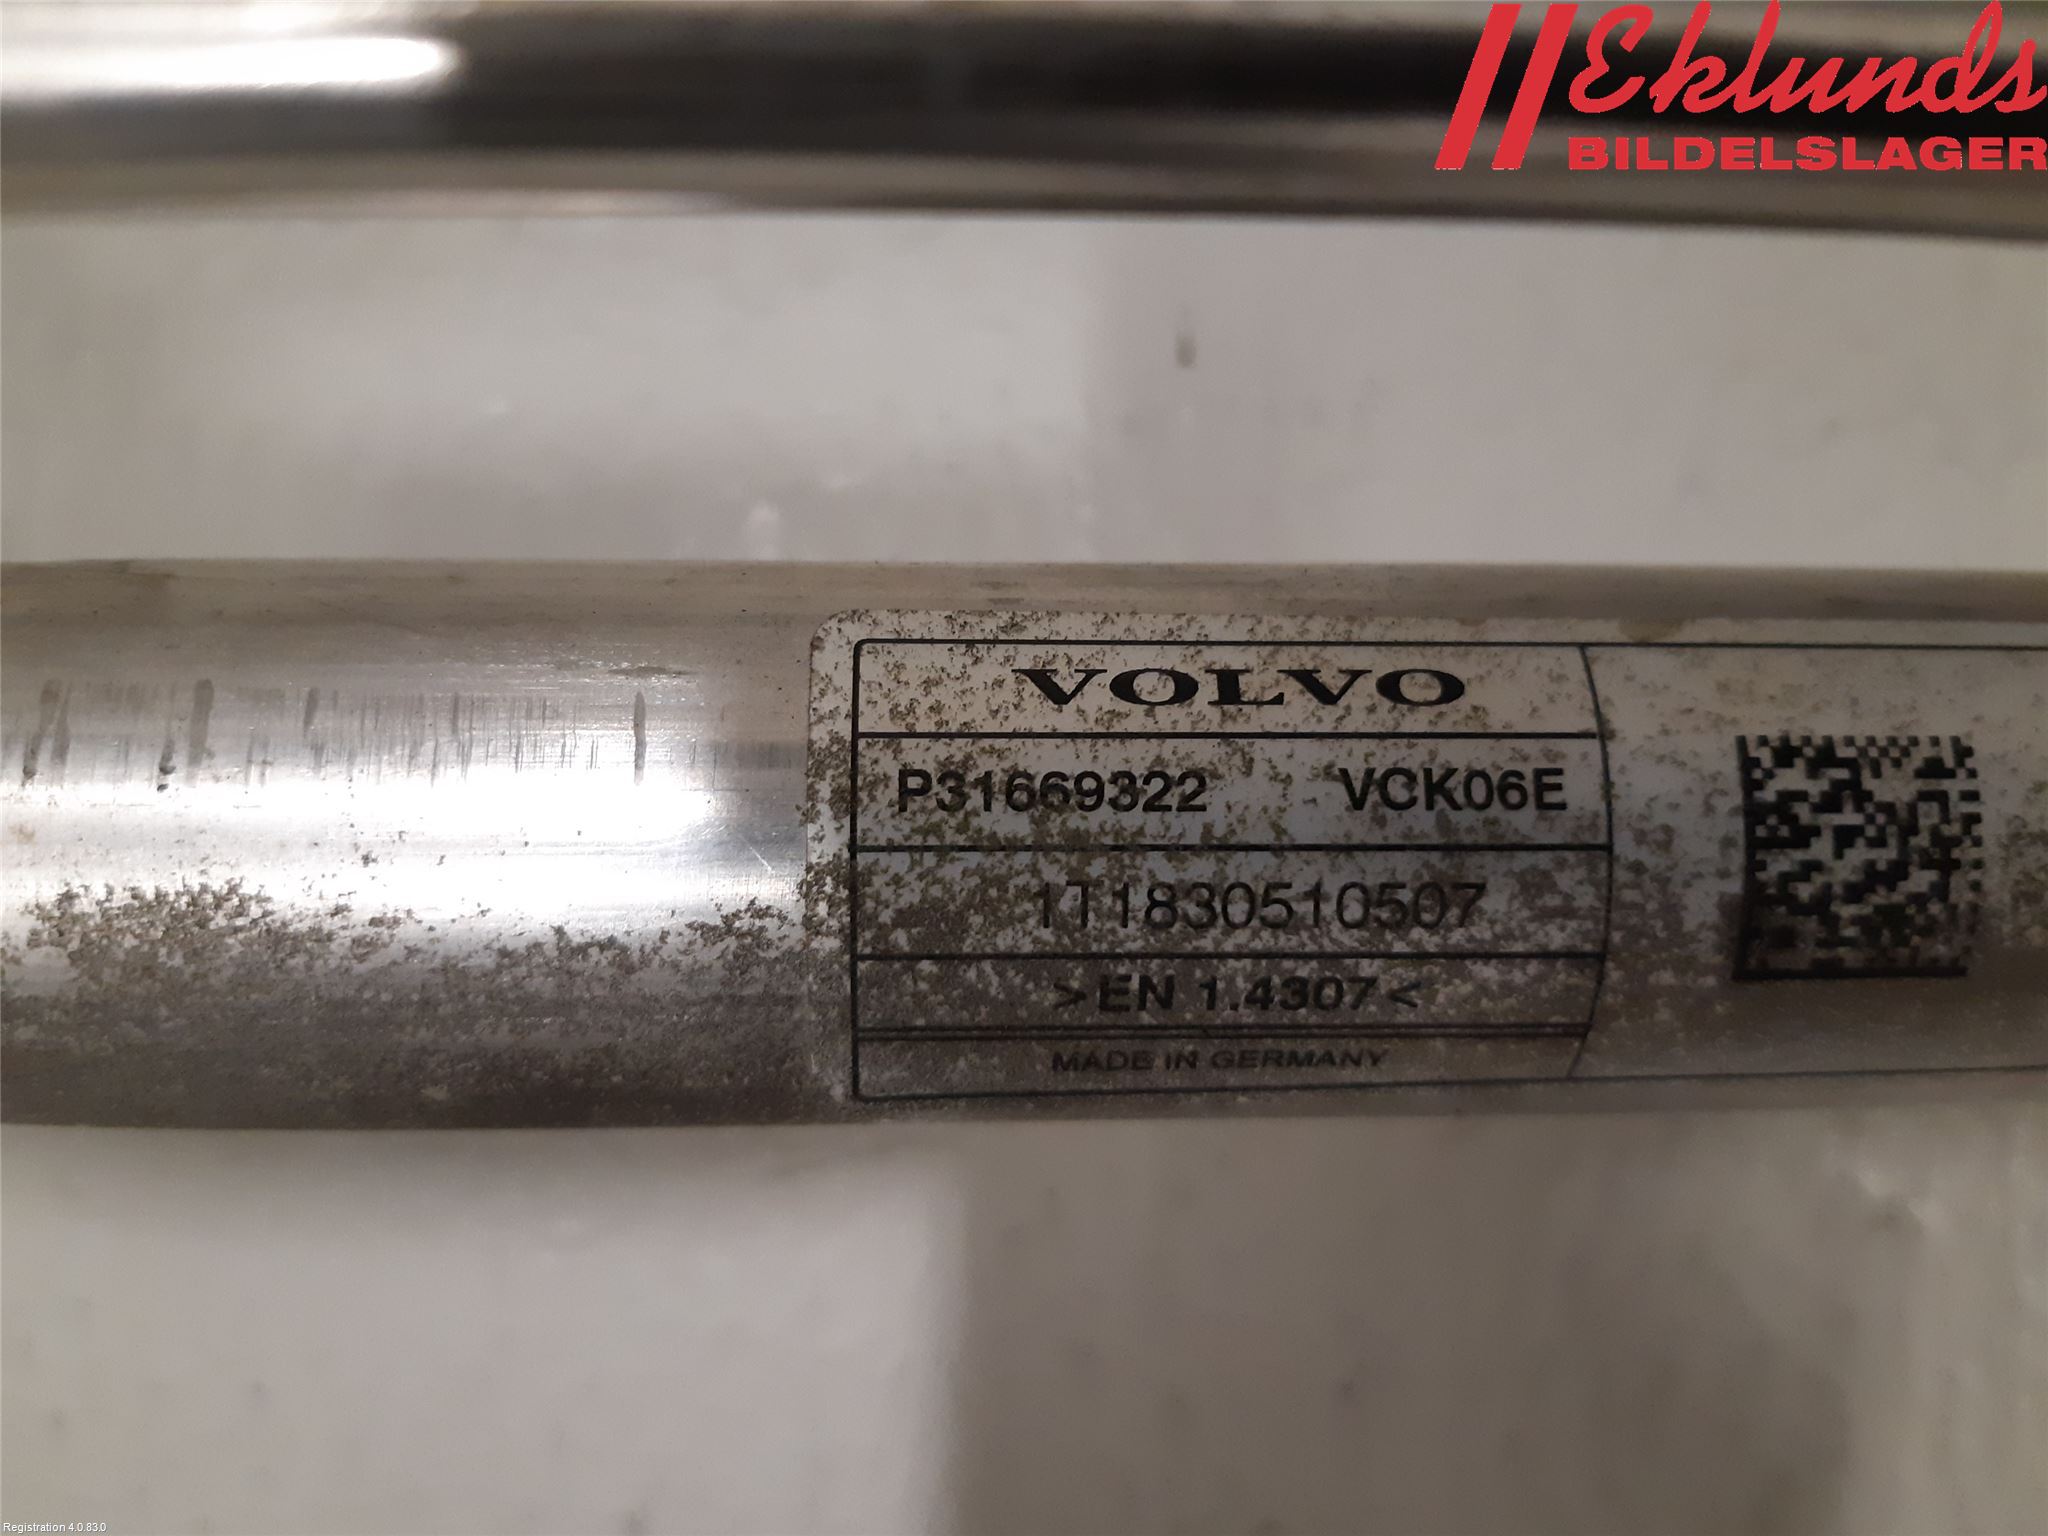 Eklunds
BILDELSLAGER
VOLVO
P31669322 VCK06E
1T1830510507
>EN 1.4307<
MADE IN GERMANY
Registration 4.0.83.0